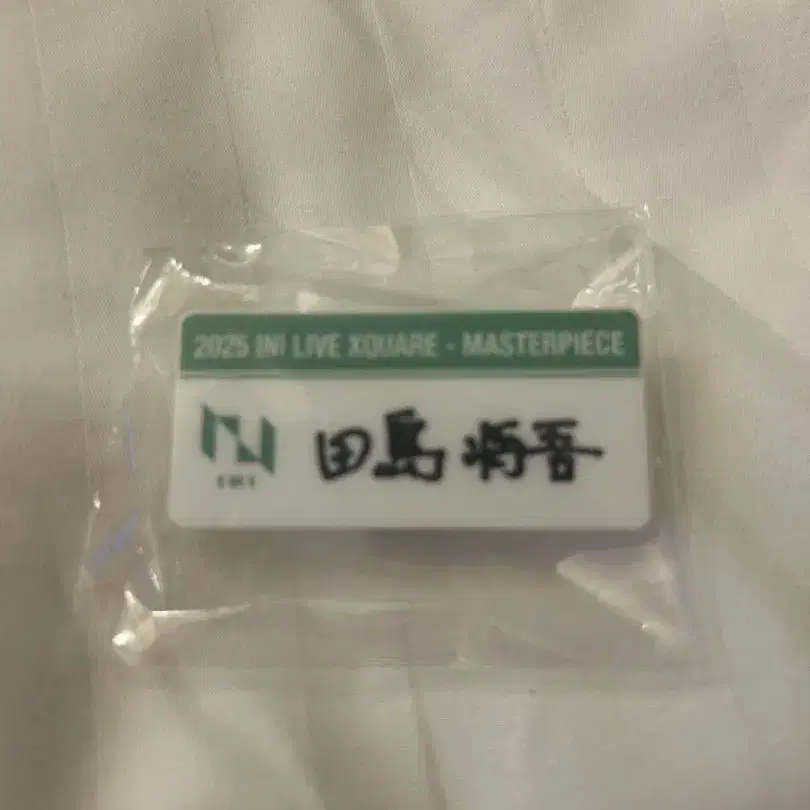 2025 INI LIVE XQUARE - MASTERPIECE
INI
田島 将吾